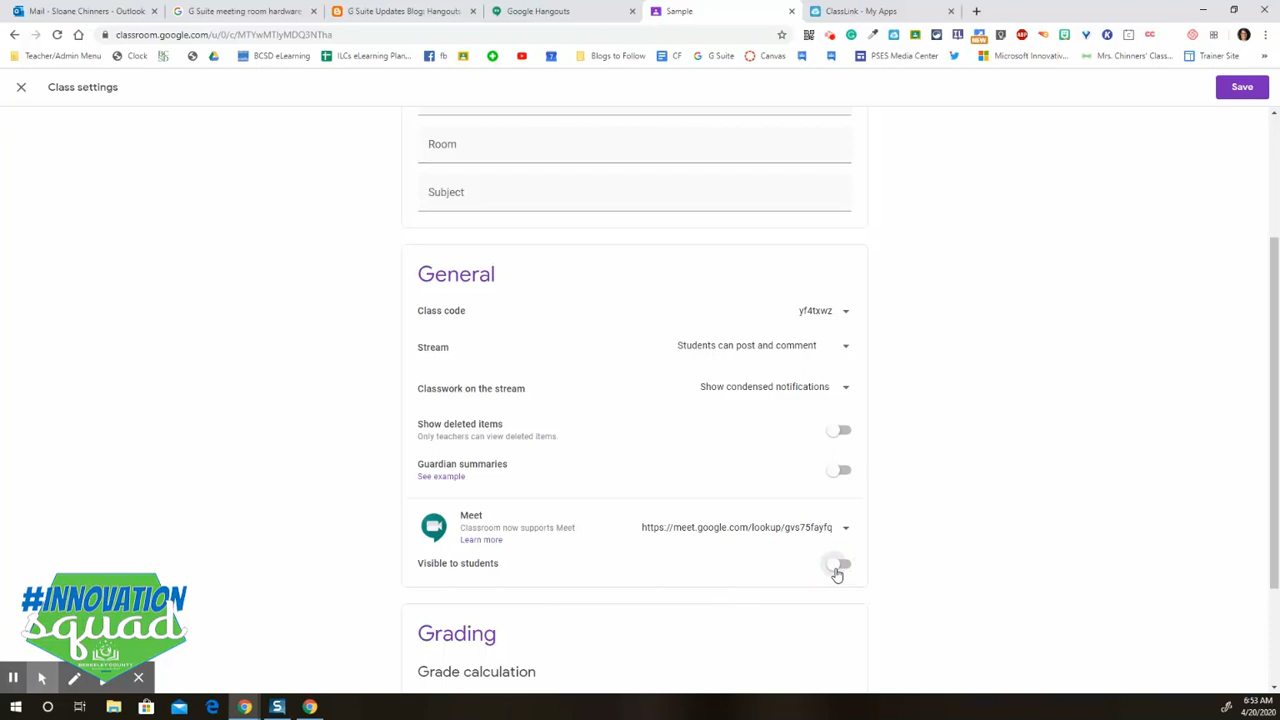 Mail - Sloane Chinners - Outlook
G Suite meeting room hardware
G Suite Updates Blog: Hangouts
Google Hangouts
Sample
ClassLink - My Apps
classroom.google.com/u/0/c/MTYwMTIyMDQ3NTha
Teacher/Admin Menu
Clock
BCSD eLearning
ILCs eLearning Plan...
fb
Blogs to Follow
CF
G Suite
Canvas
PSES Media Center
Microsoft Innovativ...
Mrs. Chinners' Class...
Trainer Site
Class settings
Save
Room
Subject
General
Class code
yf4txwz
Stream
Students can post and comment
Classwork on the stream
Show condensed notifications
Show deleted items
Only teachers can view deleted items.
Guardian summaries
See example
Meet
Classroom now supports Meet
https://meet.google.com/lookup/gvs75fayfq
Learn more
Visible to students
Grading
Grade calculation
#INNOVATION
squad
BERKELEY COUNTY
6:53 AM
4/20/2020